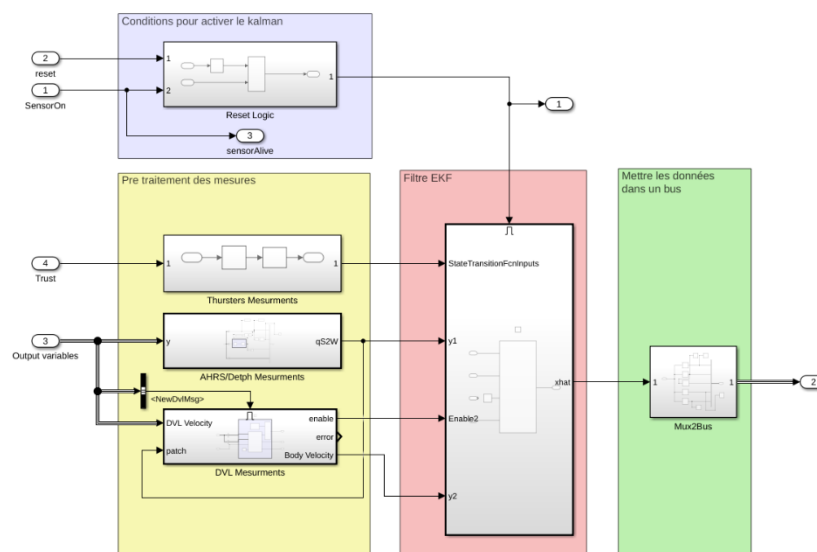 Conditions pour activer le kalman
2
reset
1
SensorOn
1
2
1
Reset Logic
3
sensorAlive
1
Pre traitement des mesures
4
Trust
1
1
Thursters Mesurments
3
Output variables
y
qS2W
AHRS/Detph Mesurments
<NewDvlMsg>
DVL Velocity
patch
enable
error
Body Velocity
DVL Mesurments
Filtre EKF
StateTransitionFcnInputs
y1
Enable2
y2
xhat
Mettre les données
dans un bus
1
1
Mux2Bus
2